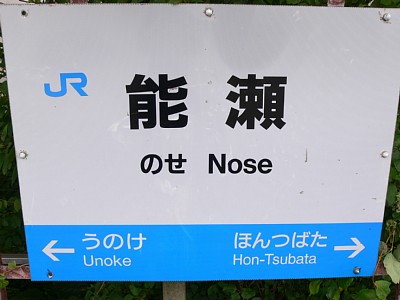 JR
能瀬
のせ Nose
← うのけ ほんつばた →
Unoke Hon-Tsubata